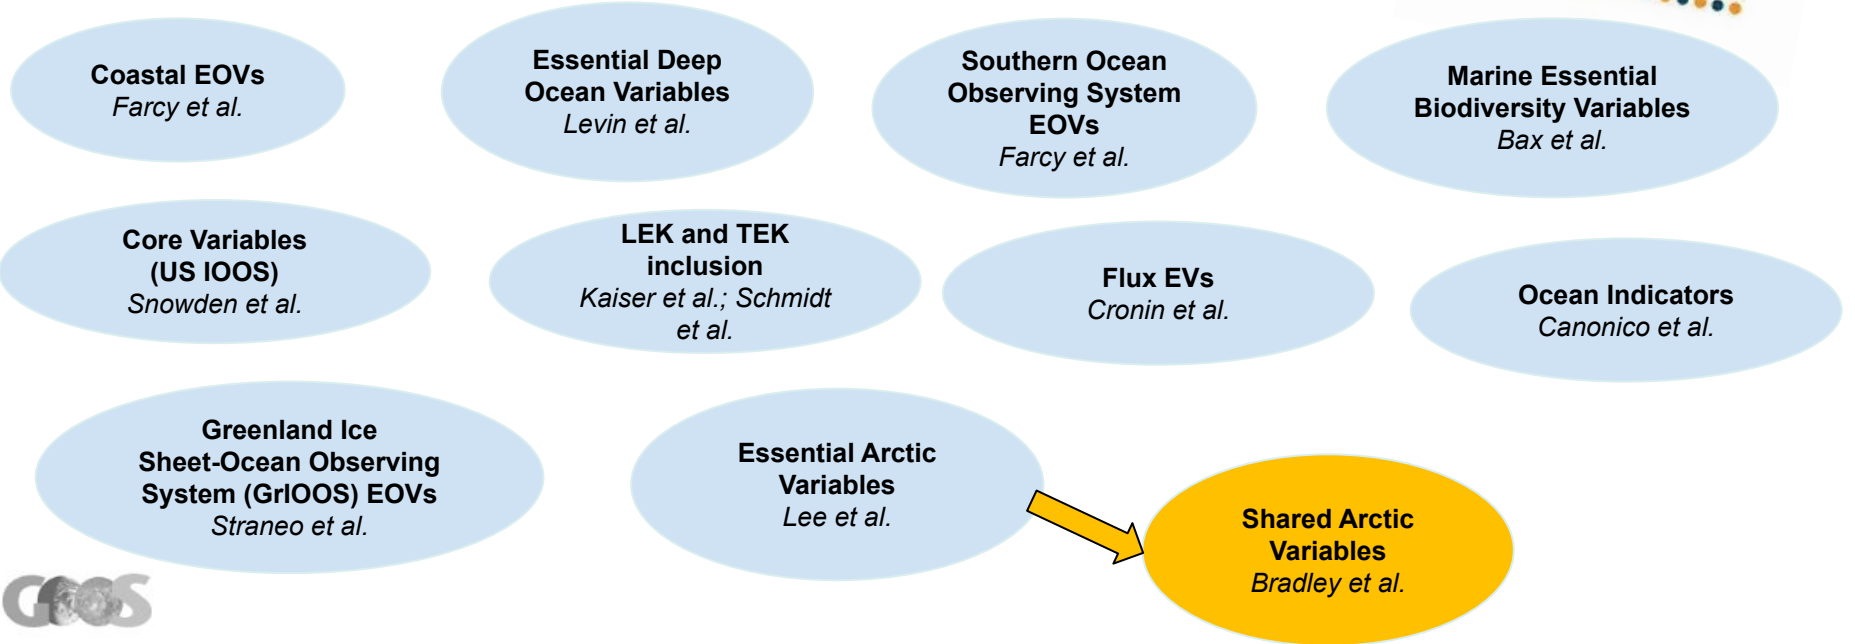 Coastal EOVs
Farcy et al.
Essential Deep
Ocean Variables
Levin et al.
Southern Ocean
Observing System
EOVs
Farcy et al.
Marine Essential
Biodiversity Variables
Bax et al.
Core Variables
(US IOOS)
Snowden et al.
LEK and TEK
inclusion
Kaiser et al.; Schmidt
et al.
Flux EVs
Cronin et al.
Ocean Indicators
Canonico et al.
Greenland Ice
Sheet-Ocean Observing
System (GrIOOS) EOVs
Straneo et al.
Essential Arctic
Variables
Lee et al.
Shared Arctic
Variables
Bradley et al.
GOOS